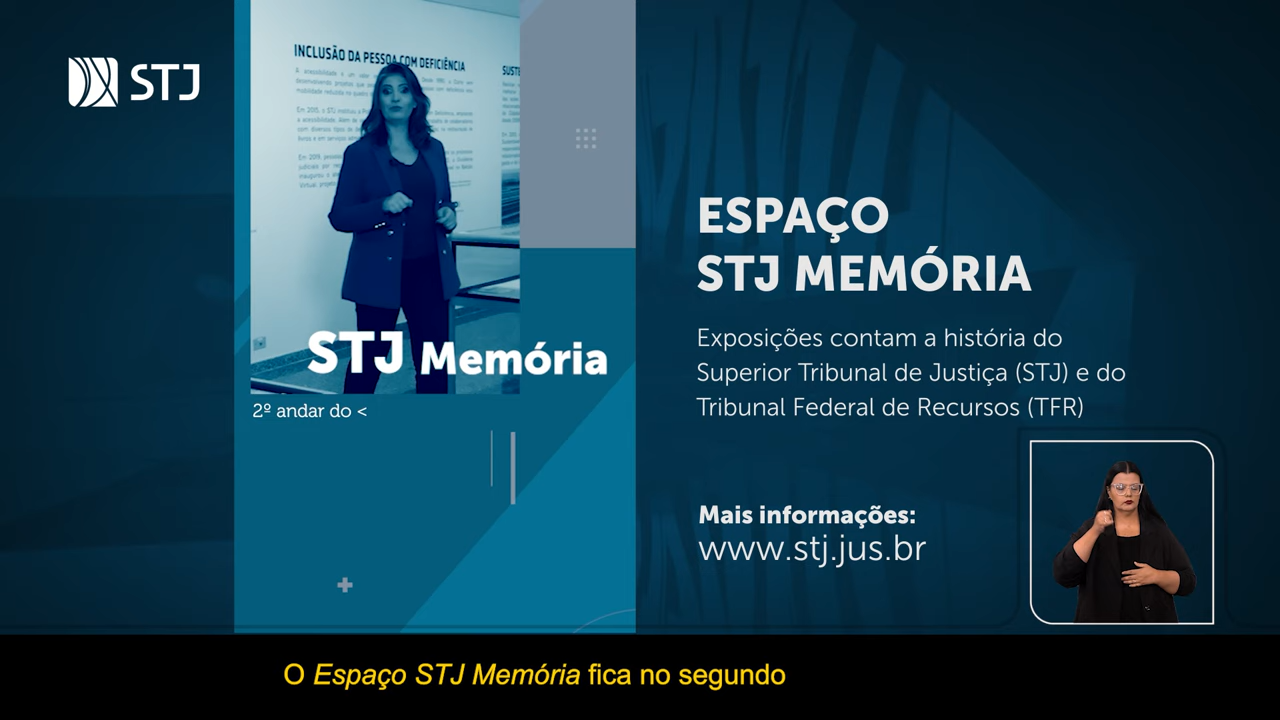 STJ
INCLUSÃO DA PESSOA COM DEFICIÊNCIA
SUSTE
STJ Memória
2º andar do <
ESPAÇO
STJ MEMÓRIA
Exposições contam a história do
Superior Tribunal de Justiça (STJ) e do
Tribunal Federal de Recursos (TFR)
Mais informações:
www.stj.jus.br
O Espaço STJ Memória fica no segundo